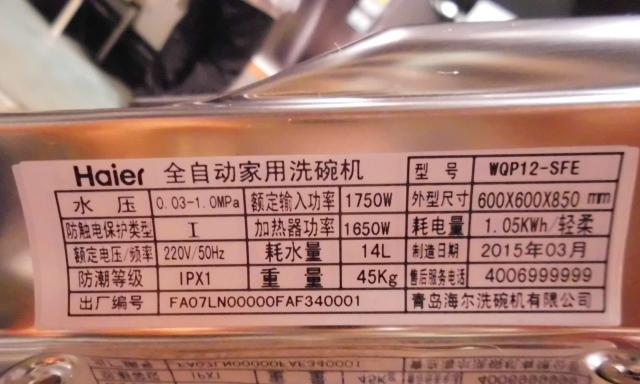 Haier 全自动家用洗碗机 型号 WQP12-SFE
水压 0.03-1.0MPa 额定输入功率 1750W 外型尺寸 600X600X850 mm
防触电保护类型 I 加热器功率 1650W 耗电量 1.05KWh/轻柔
额定电压/频率 220V/50Hz 耗水量 14L 制造日期 2015年03月
防潮等级 IPX1 重量 45Kg 售后服务电话 4006999999
出厂编号 FA07LN00000FAF340001 青岛海尔洗碗机有限公司